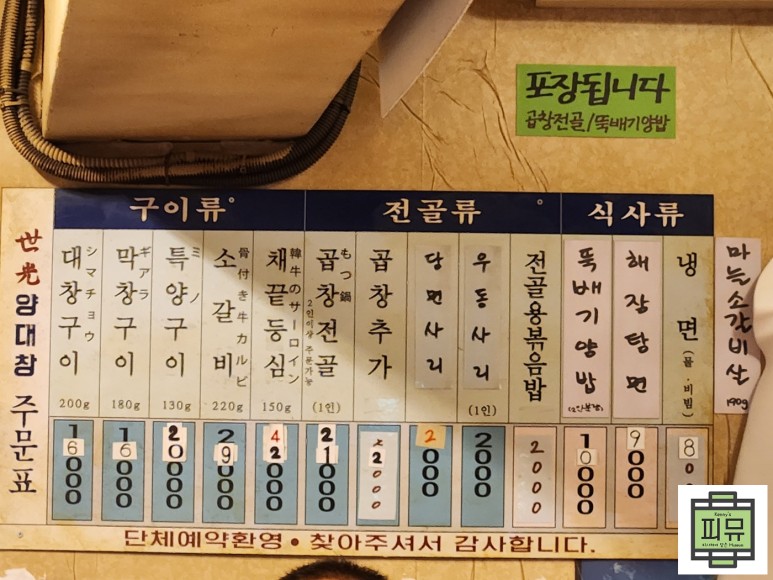 포장됩니다
곱창전골/뚝배기양밥
구이류
전골류
식사류
世光양대창 주문표
대창구이 シマチョウ 200g
막창구이 ギアラ 180g
특양구이 ミノ 130g
소갈비 骨付き牛カルビ 220g
채끝등심 韓牛のサーロイン 150g
곱창전골 もつ鍋 2인이상 주문가능 (1인)
곱창추가
당면사리
우동사리 (1인)
전골용볶음밥
뚝배기양밥
해장탕면
냉면 (물·비빔)
마늘소갈비살 190g
16000
16000
20000
29000
42000
21000
2000
2000
2000
10000
9000
단체예약환영 • 찾아주셔서 감사합니다.
Kenny's
피뮤